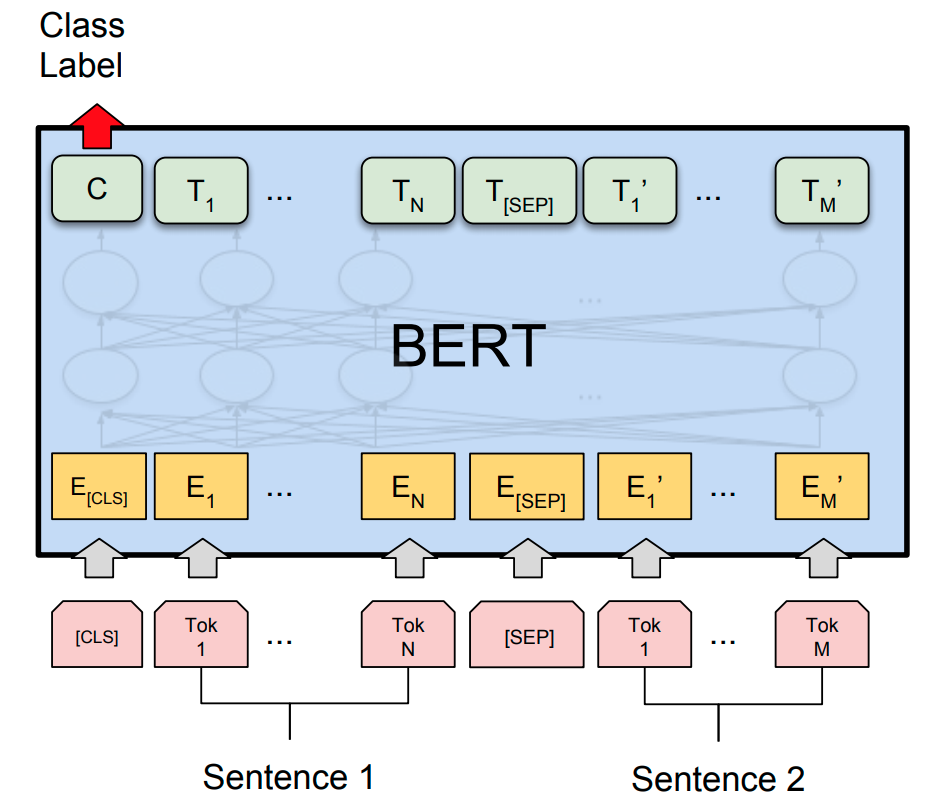 Class
Label
C T1 ... TN T[SEP] T1’ ... TM’
...
BERT
...
E[CLS] E1 ... EN E[SEP] E1’ ... EM’
[CLS] Tok 1 ... Tok N [SEP] Tok 1 ... Tok M
Sentence 1 Sentence 2